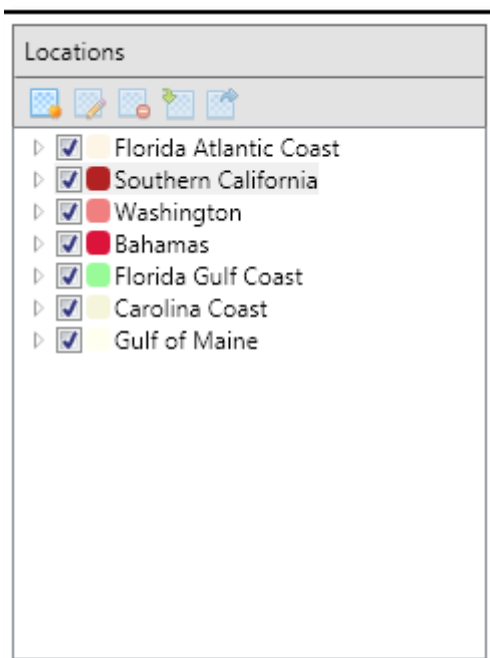 Locations
Florida Atlantic Coast
Southern California
Washington
Bahamas
Florida Gulf Coast
Carolina Coast
Gulf of Maine